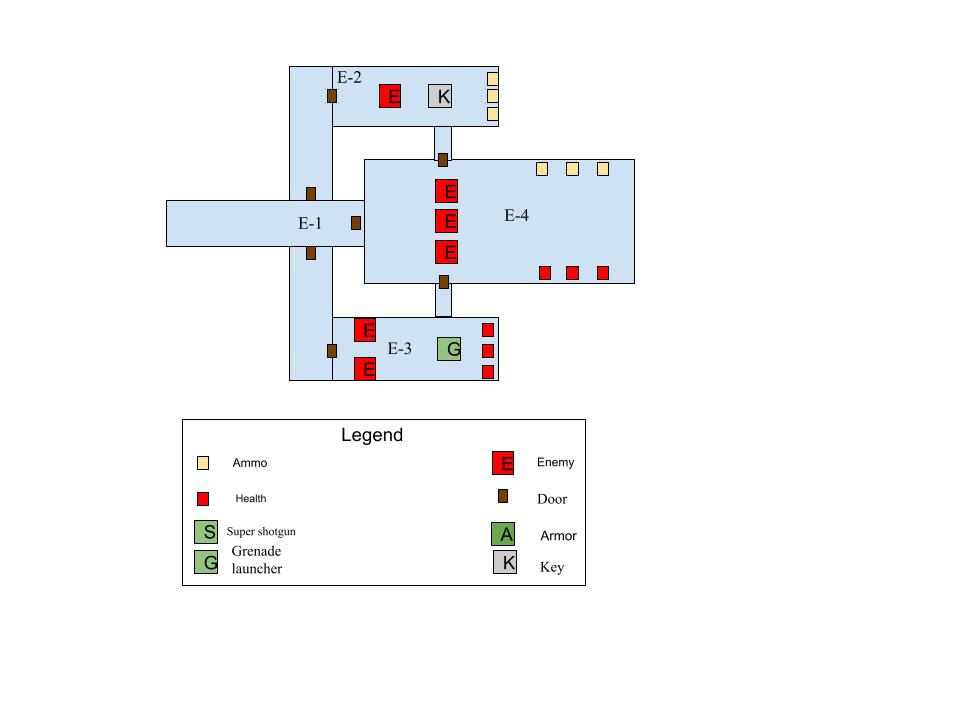 E-2
E K
E
E-1 E E-4
E
E
E-3 G
E
Legend
Ammo E Enemy
Health Door
S Super shotgun A Armor
G Grenade launcher K Key